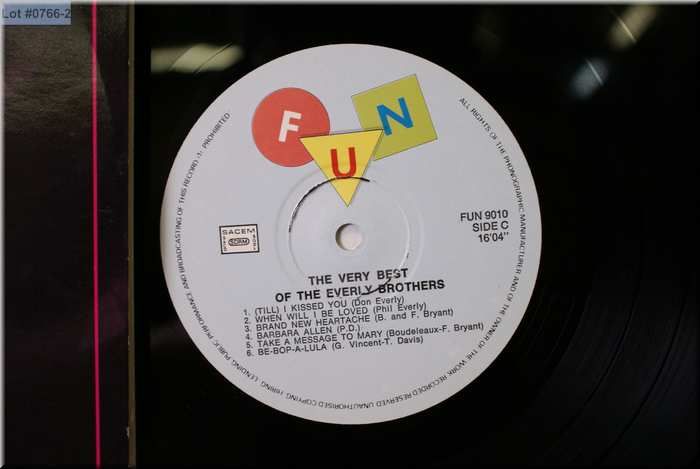 Lot #0766-2
F
U
N
FUN 9010
SIDE C
16'04"
SACEM
SDRM
THE VERY BEST
OF THE EVERLY BROTHERS
1. (TILL) I KISSED YOU (Don Everly)
2. WHEN WILL I BE LOVED (Phil Everly)
3. BRAND NEW HEARTACHE (B. and F. Bryant)
4. BARBARA ALLEN (P.D.)
5. TAKE A MESSAGE TO MARY (Boudeleaux-F. Bryant)
6. BE-BOP-A-LULA (G. Vincent-T. Davis)
ALL RIGHTS OF THE PHONOGRAPHIC MANUFACTURER AND OF THE OWNER OF THE WORK RECORDED RESERVED UNAUTHORISED COPYING HIRING, LENDING, PUBLIC PERFORMANCE AND BROADCASTING OF THIS RECORD PROHIBITED